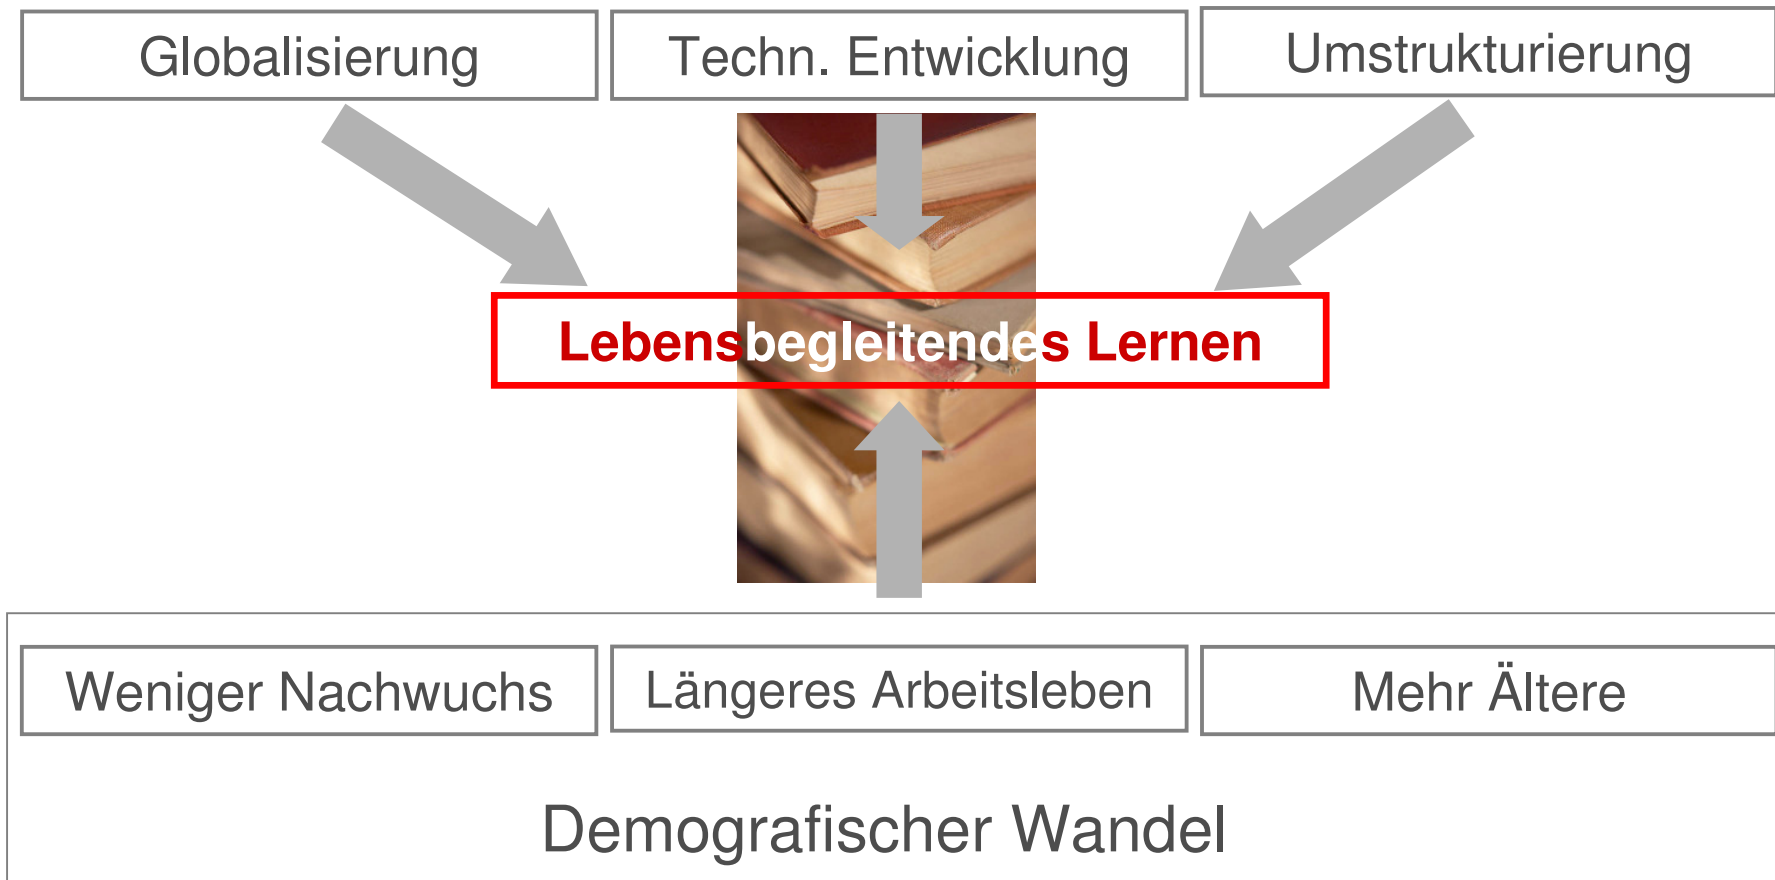 Globalisierung
Techn. Entwicklung
Umstrukturierung
Lebensbegleitendes Lernen
Weniger Nachwuchs
Längeres Arbeitsleben
Mehr Ältere
Demografischer Wandel